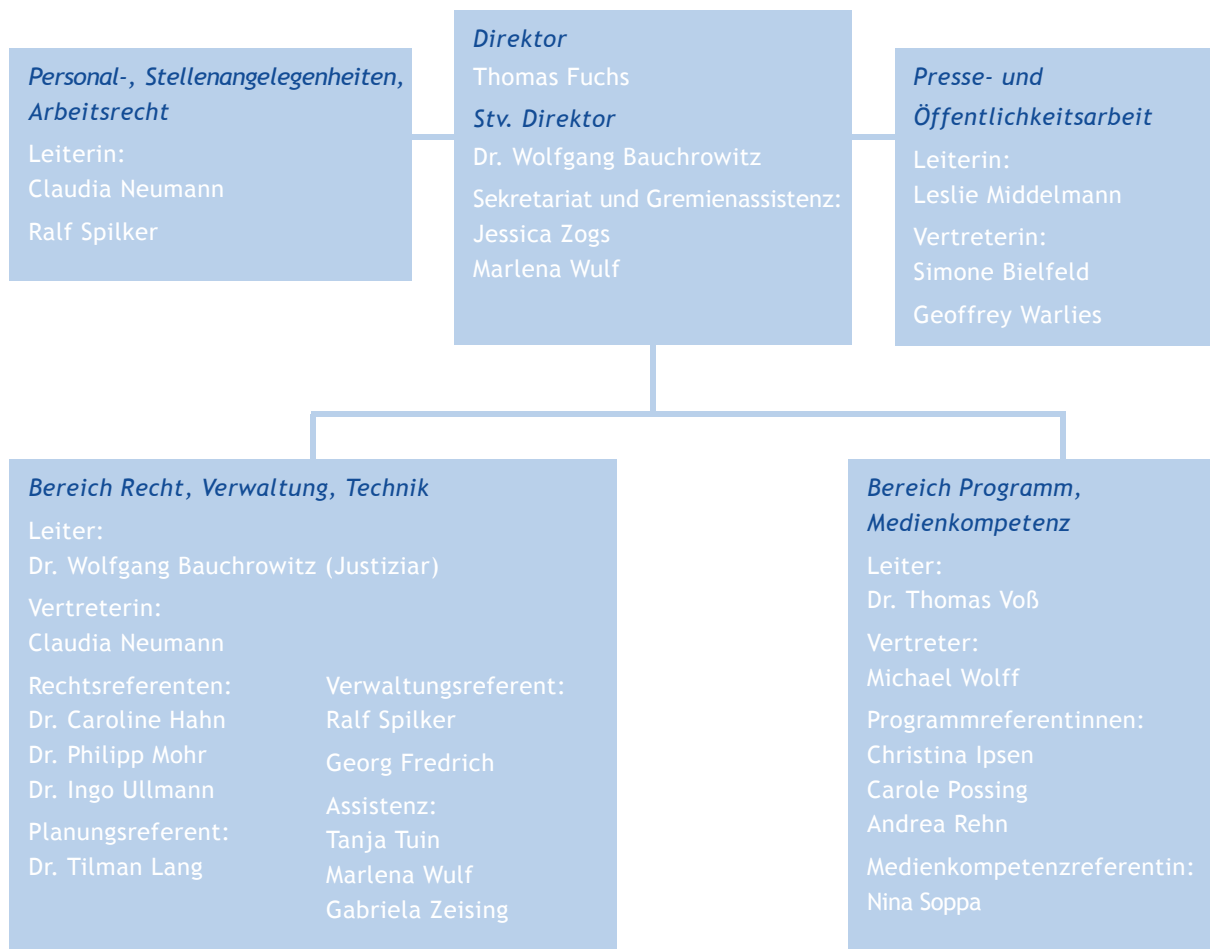 Personal-, Stellenangelegenheiten,
Arbeitsrecht
Leiterin:
Claudia Neumann
Ralf Spilker
Direktor
Thomas Fuchs
Stv. Direktor
Dr. Wolfgang Bauchrowitz
Sekretariat und Gremienassistenz:
Jessica Zogs
Marlena Wulf
Presse- und
Öffentlichkeitsarbeit
Leiterin:
Leslie Middelmann
Vertreterin:
Simone Bielfeld
Geoffrey Warlies
Bereich Recht, Verwaltung, Technik
Leiter:
Dr. Wolfgang Bauchrowitz (Justiziar)
Vertreterin:
Claudia Neumann
Rechtsreferenten:
Dr. Caroline Hahn
Dr. Philipp Mohr
Dr. Ingo Ullmann
Planungsreferent:
Dr. Tilman Lang
Verwaltungsreferent:
Ralf Spilker
Georg Fredrich
Assistenz:
Tanja Tuin
Marlena Wulf
Gabriela Zeising
Bereich Programm,
Medienkompetenz
Leiter:
Dr. Thomas Voß
Vertreter:
Michael Wolff
Programmreferentinnen:
Christina Ipsen
Carole Possing
Andrea Rehn
Medienkompetenzreferentin:
Nina Soppa